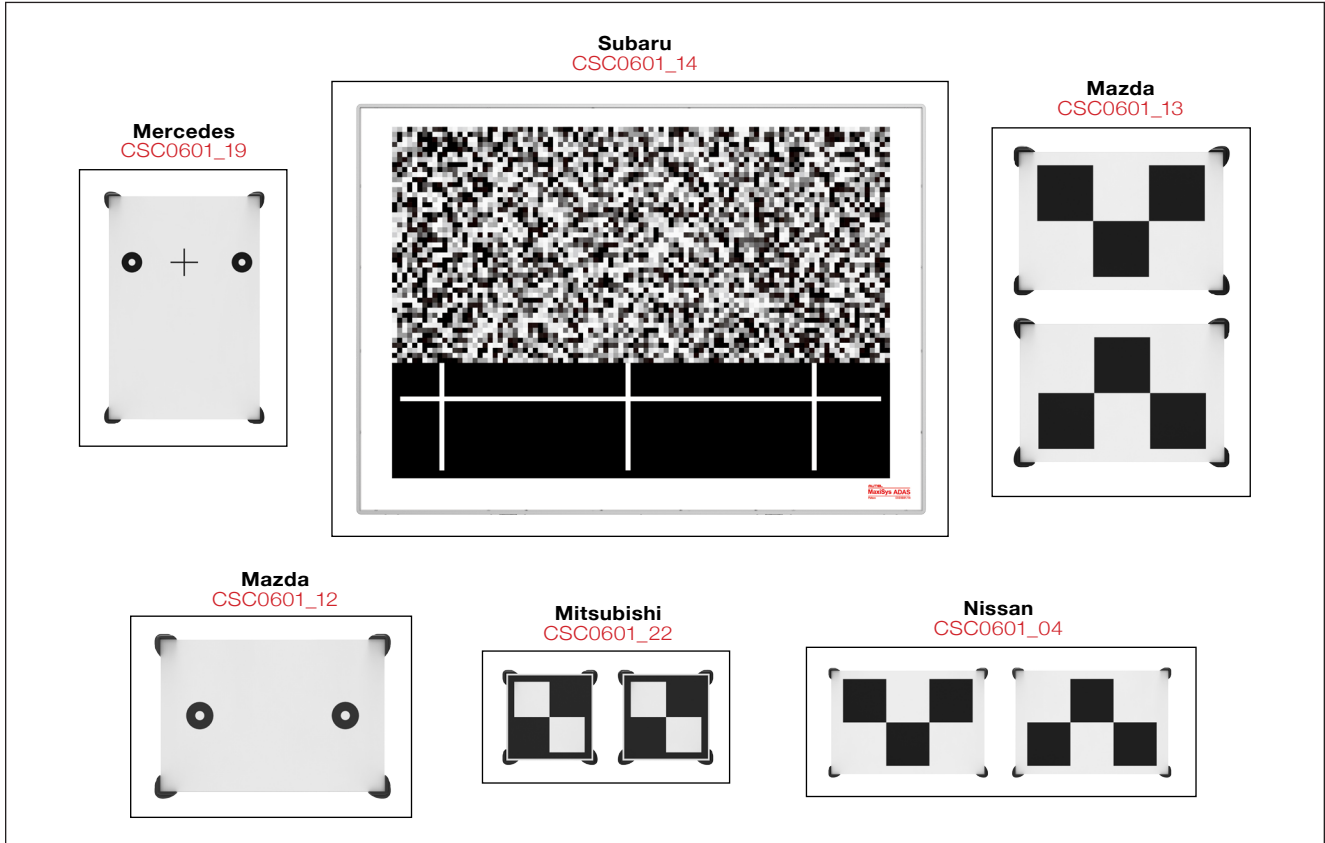 Subaru
CSC0601_14
Mazda
CSC0601_13
Mercedes
CSC0601_19
MaxiSys ADAS
Mazda
CSC0601_12
Mitsubishi
CSC0601_22
Nissan
CSC0601_04